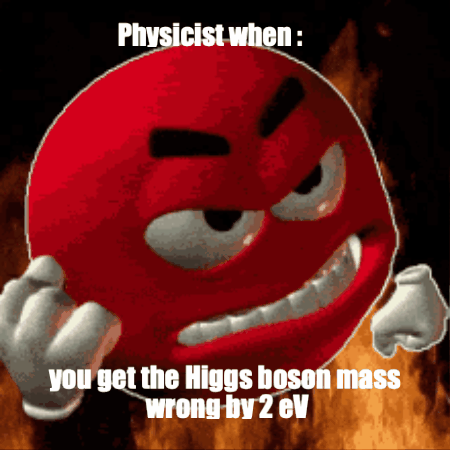 Physicist when :
you get the Higgs boson mass
wrong by 2 eV